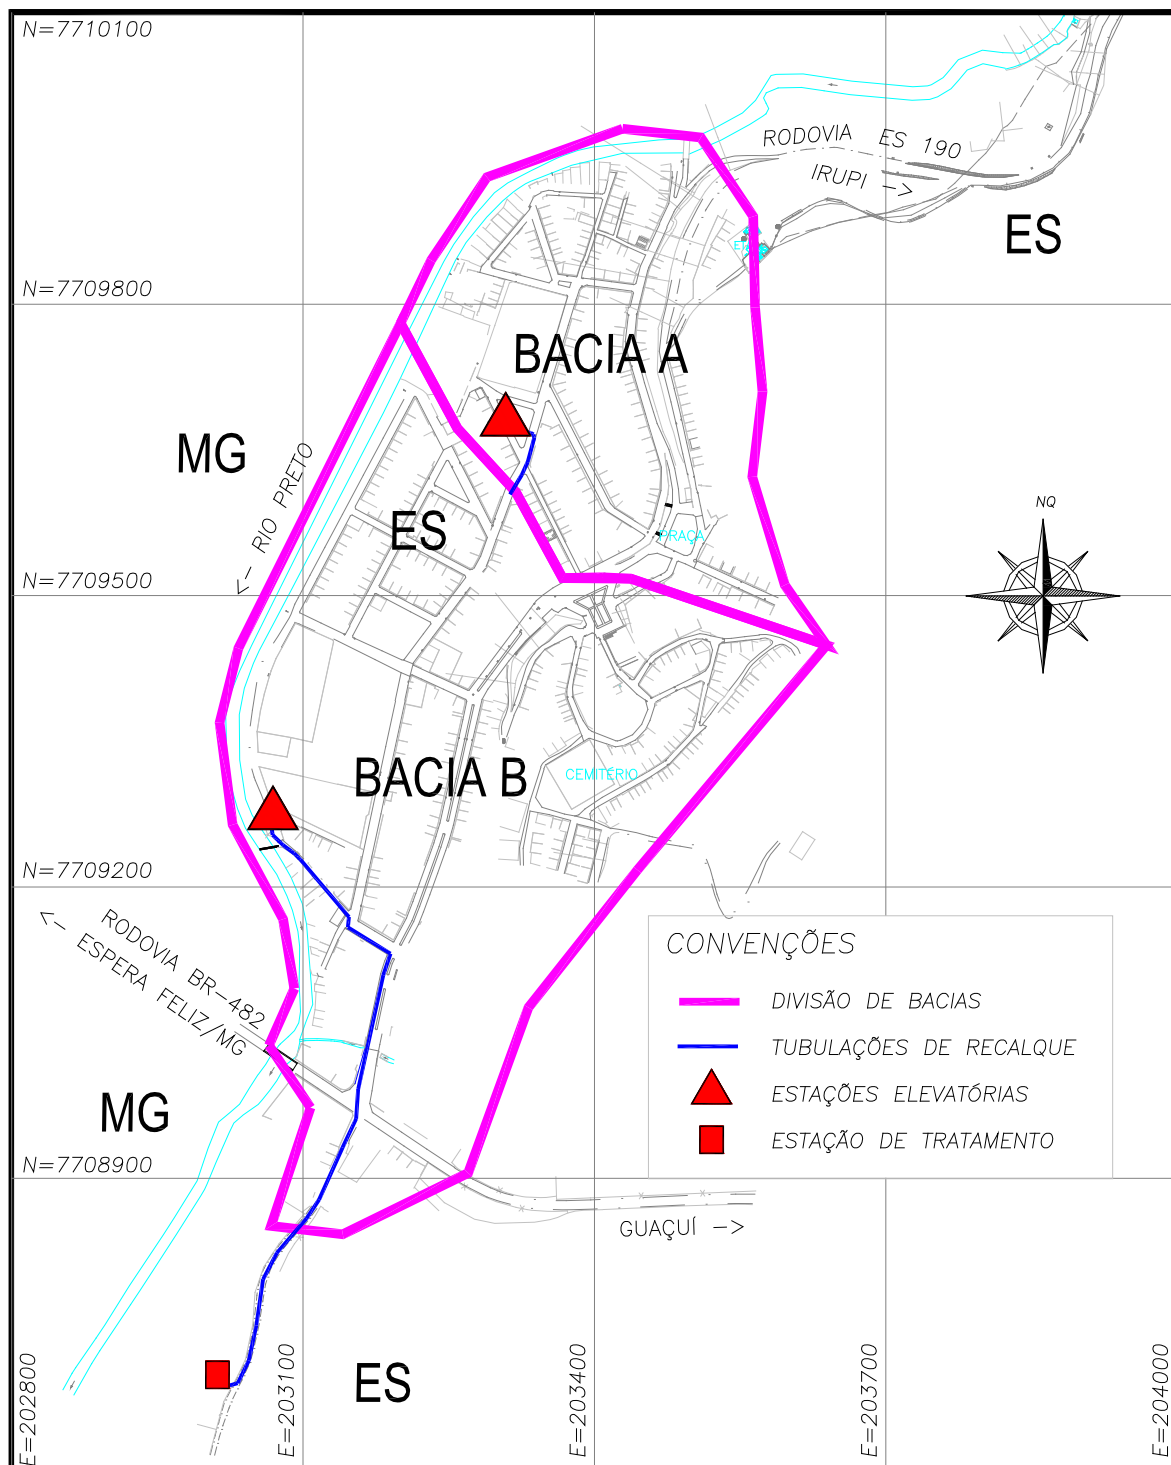 N=7710100
RODOVIA ES 190
IRUPI ->
ES
N=7709800
BACIA A
MG
<- RIO PRETO
ES
PRAÇA
NQ
N=7709500
BACIA B
CEMITÉRIO
N=7709200
RODOVIA BR-482
<- ESPERA FELIZ/MG
CONVENÇÕES
DIVISÃO DE BACIAS
TUBULAÇÕES DE RECALQUE
ESTAÇÕES ELEVATÓRIAS
ESTAÇÃO DE TRATAMENTO
MG
N=7708900
GUAÇUÍ ->
ES
E=202800
E=203100
E=203400
E=203700
E=204000